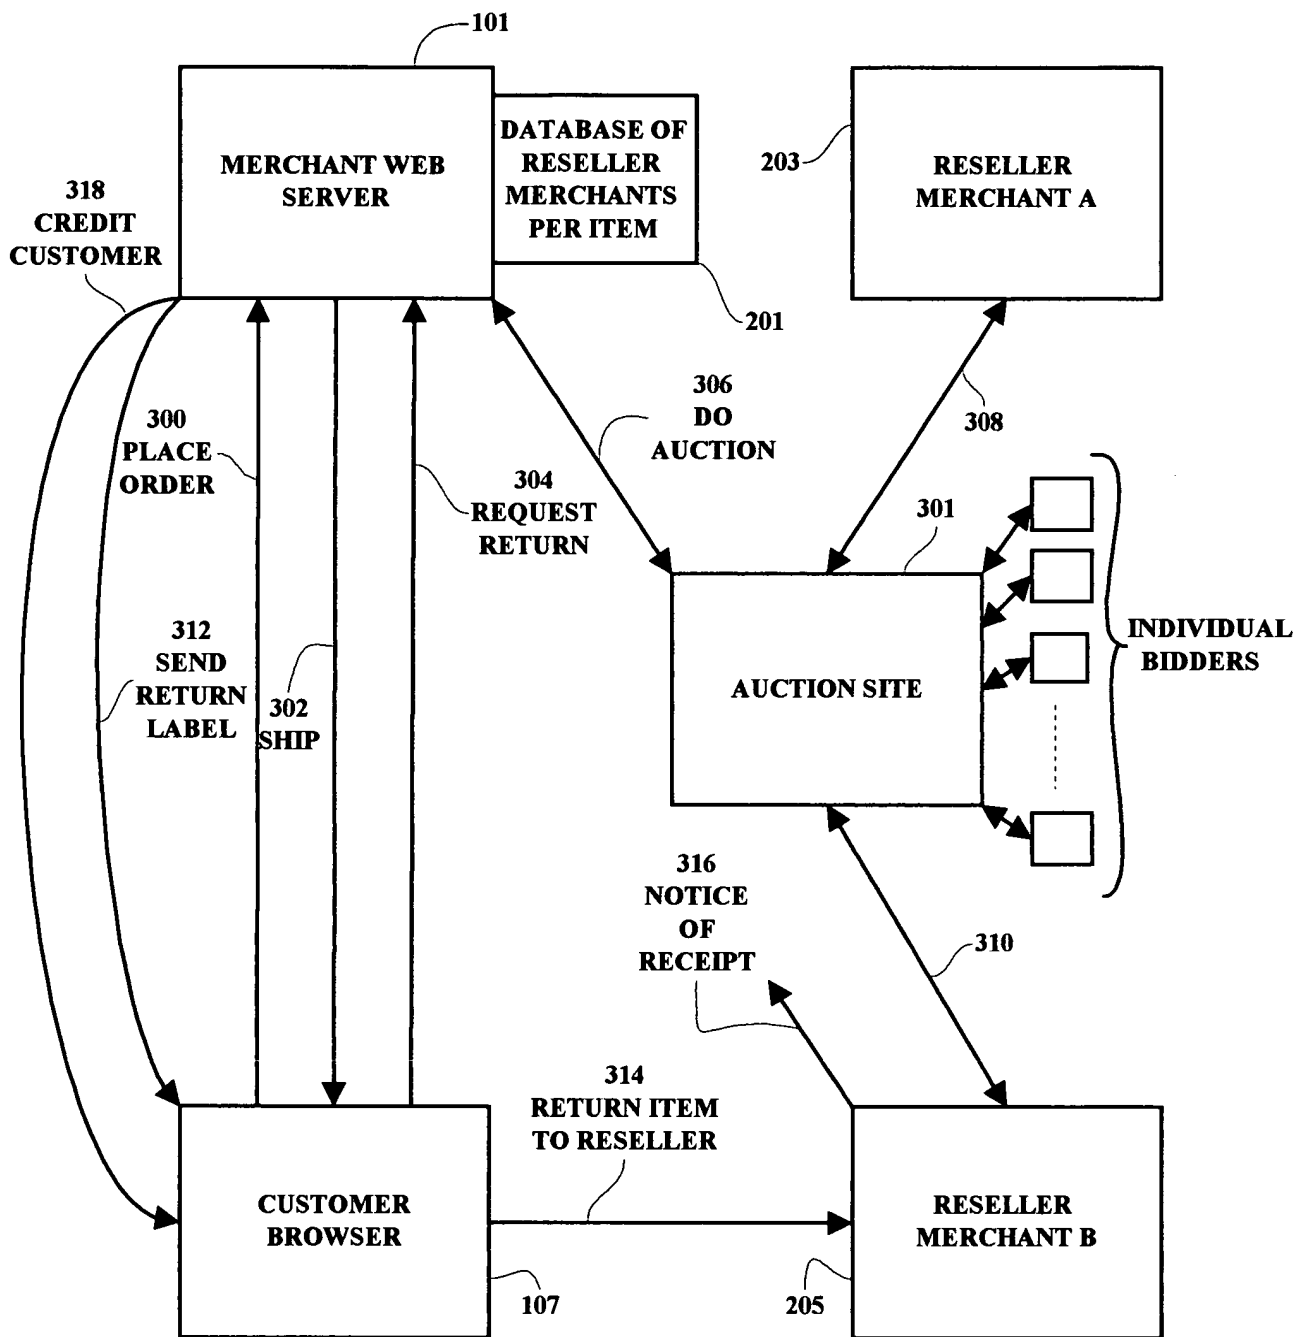 101
MERCHANT WEB
SERVER
DATABASE OF
RESELLER
MERCHANTS
PER ITEM
201
203
RESELLER
MERCHANT A
318
CREDIT
CUSTOMER
300
PLACE
ORDER
304
REQUEST
RETURN
306
DO
AUCTION
308
301
AUCTION SITE
INDIVIDUAL
BIDDERS
312
SEND
RETURN
LABEL
302
SHIP
316
NOTICE
OF
RECEIPT
310
314
RETURN ITEM
TO RESELLER
CUSTOMER
BROWSER
107
RESELLER
MERCHANT B
205